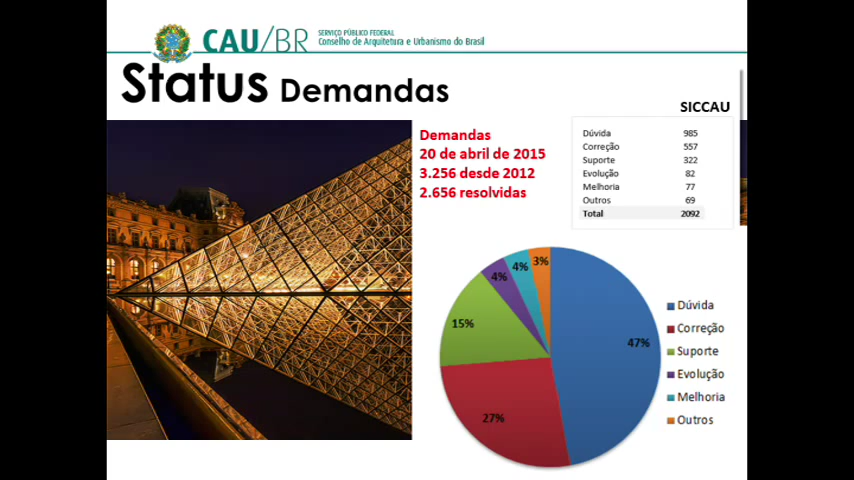 CAU/BR
SERVIÇO PÚBLICO FEDERAL
Conselho de Arquitetura e Urbanismo do Brasil
Status Demandas
SICCAU
Demandas
20 de abril de 2015
3.256 desde 2012
2.656 resolvidas
Dúvida 985
Correção 557
Suporte 322
Evolução 82
Melhoria 77
Outros 69
Total 2092
47%
27%
15%
4%
4%
3%
Dúvida
Correção
Suporte
Evolução
Melhoria
Outros